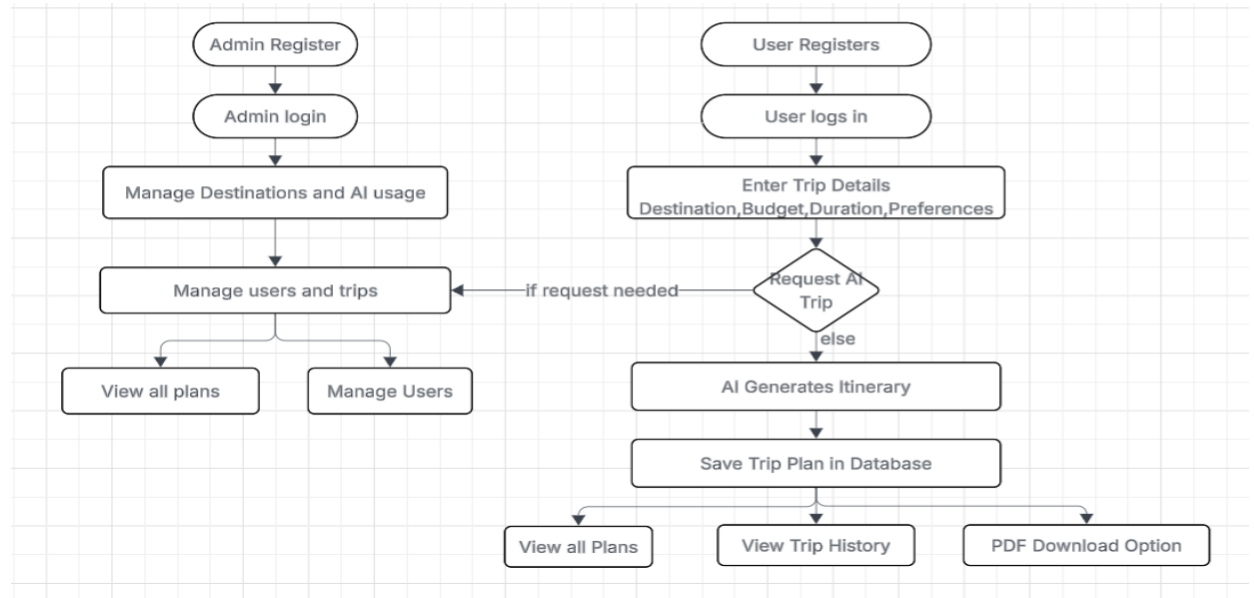 Admin Register
User Registers
Admin login
User logs in
Manage Destinations and AI usage
Enter Trip Details
Destination,Budget,Duration,Preferences
Manage users and trips
if request needed
Request AI
Trip
else
View all plans
Manage Users
AI Generates Itinerary
Save Trip Plan in Database
View all Plans
View Trip History
PDF Download Option